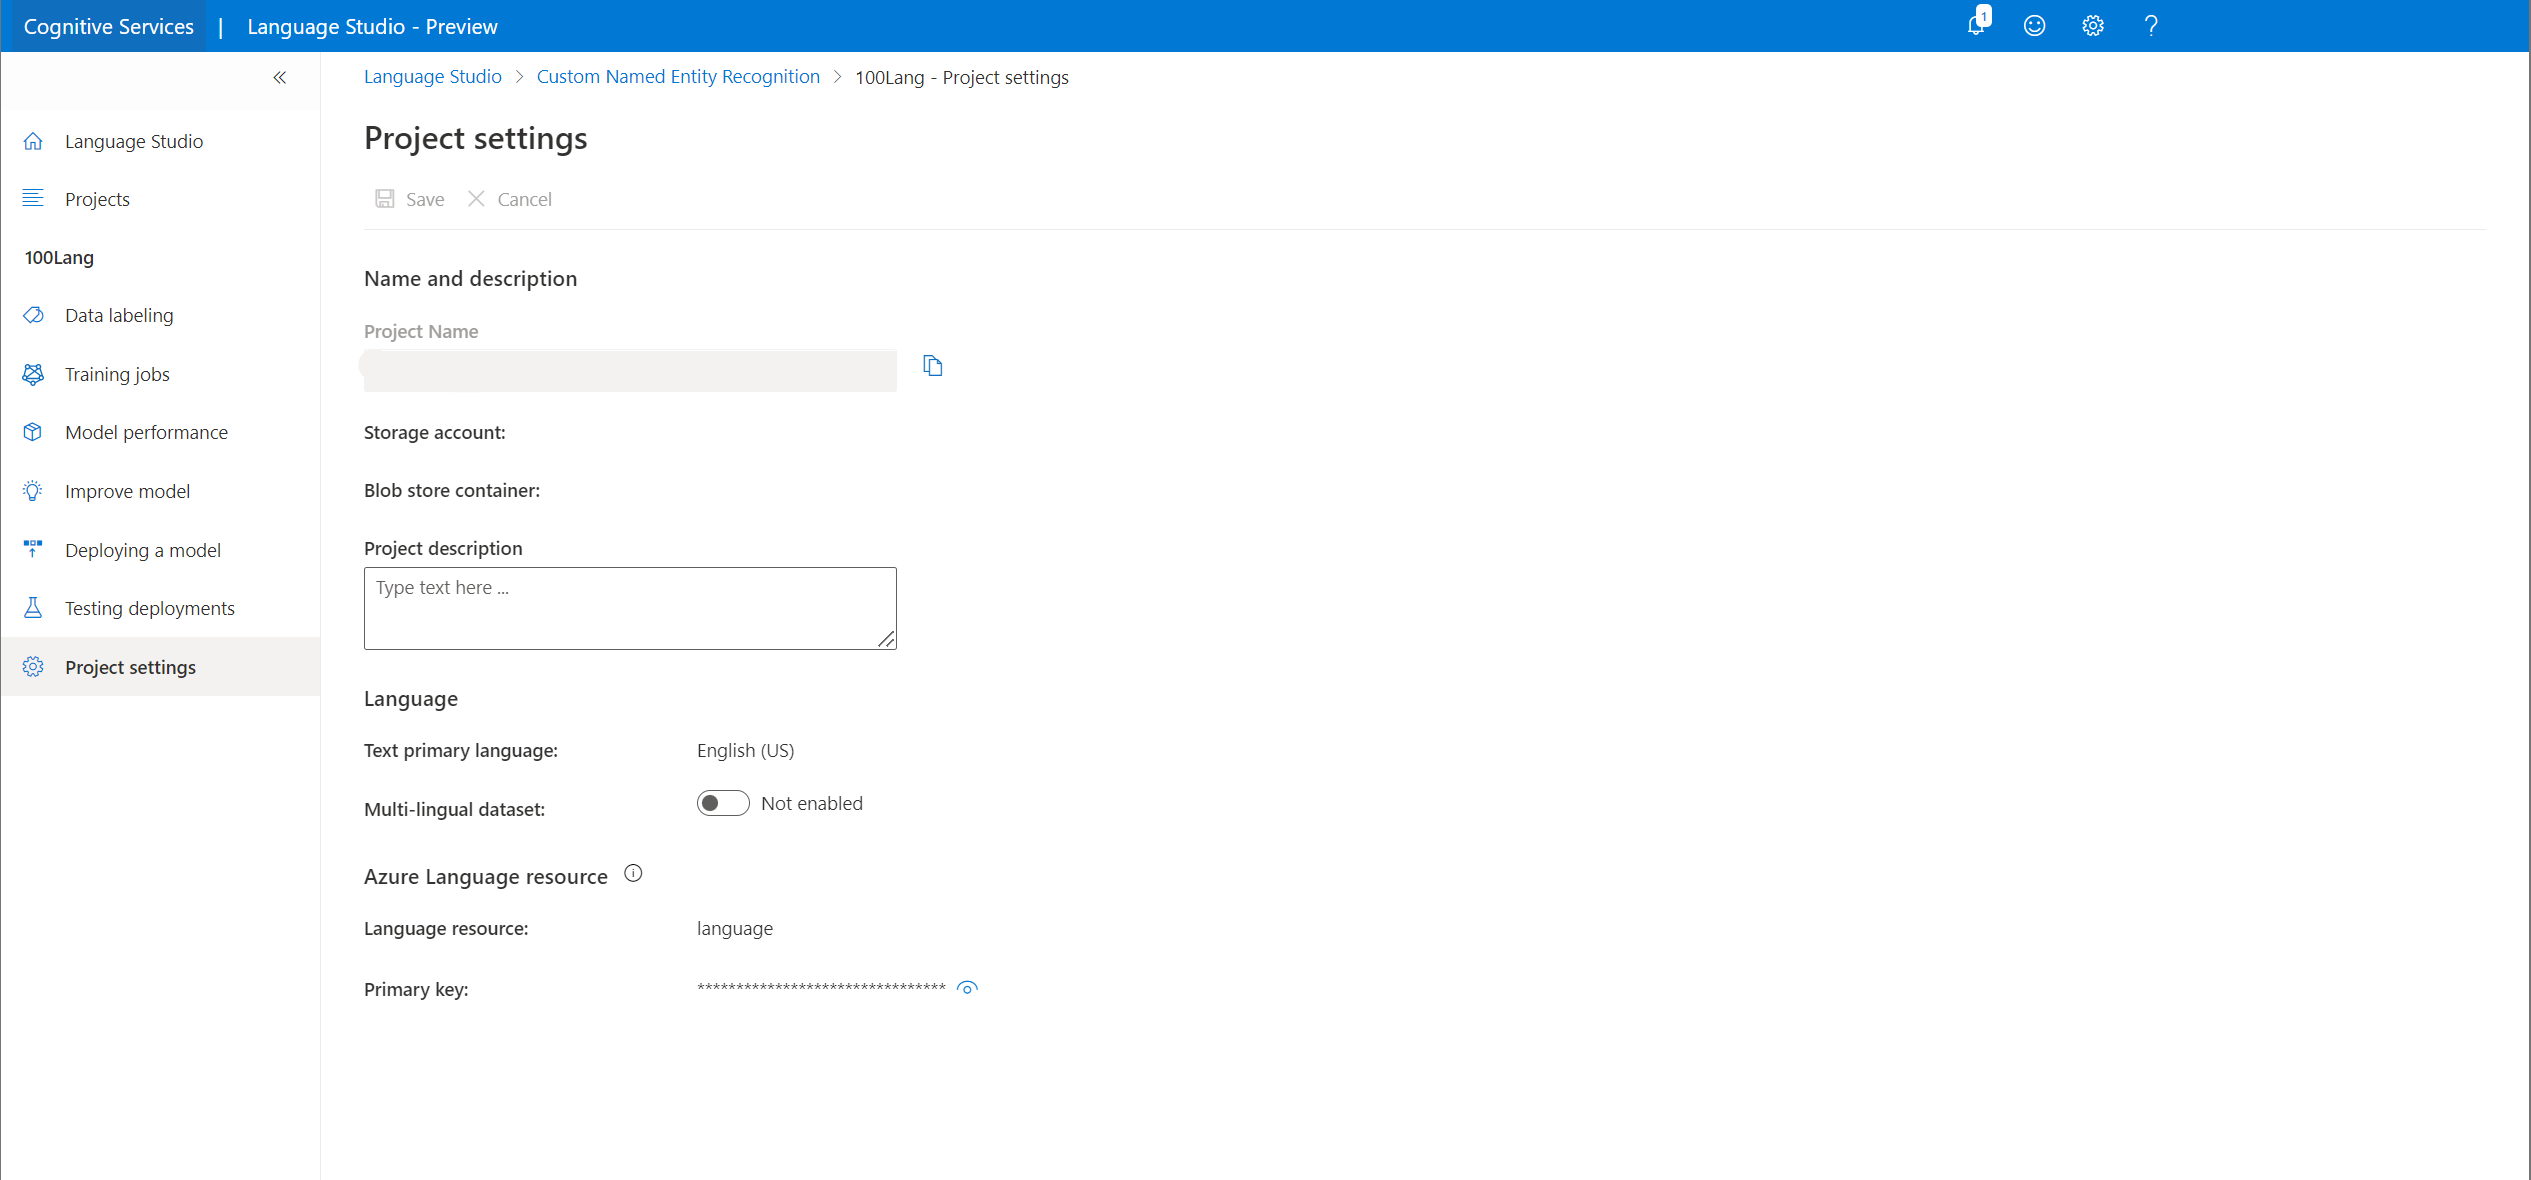 Cognitive Services | Language Studio - Preview
1
Language Studio > Custom Named Entity Recognition > 100Lang - Project settings
Language Studio
Projects
100Lang
Data labeling
Training jobs
Model performance
Improve model
Deploying a model
Testing deployments
Project settings
Project settings
Save Cancel
Name and description
Project Name
Storage account:
Blob store container:
Project description
Type text here ...
Language
Text primary language: English (US)
Multi-lingual dataset: Not enabled
Azure Language resource
Language resource: language
Primary key: ********************************